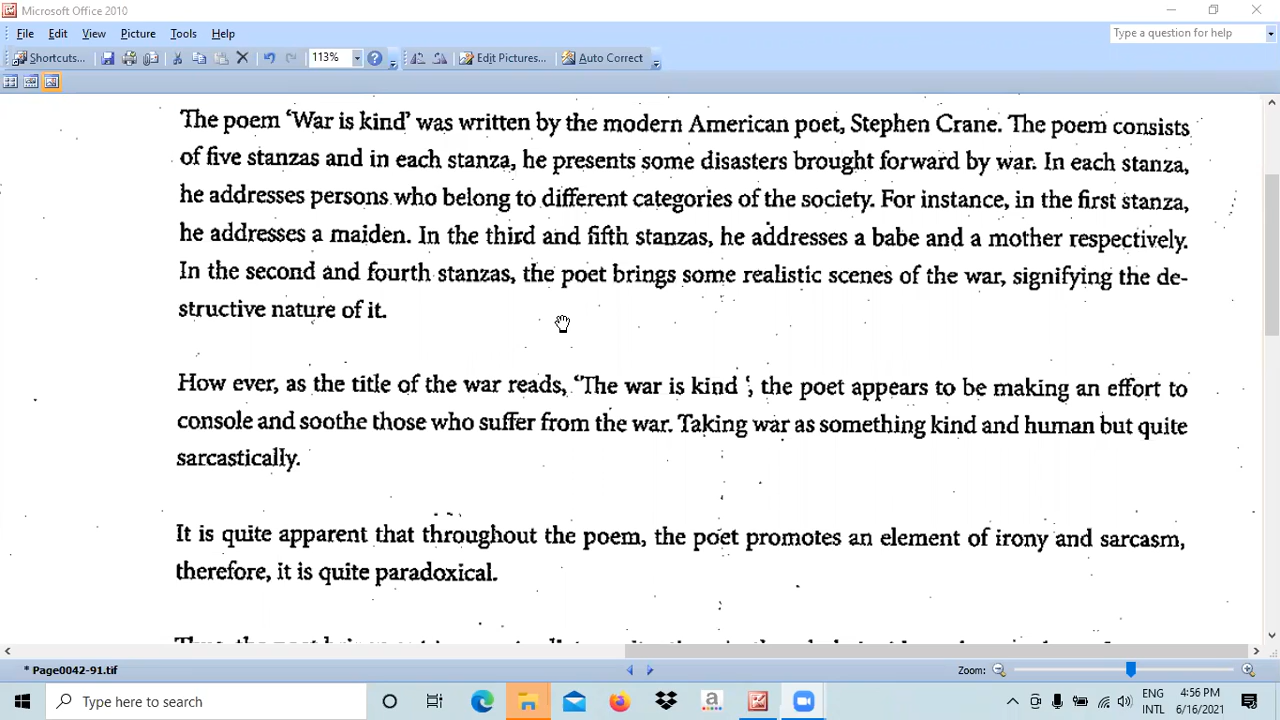 Microsoft Office 2010
File Edit View Picture Tools Help
Type a question for help
Shortcuts... 113% Edit Pictures... Auto Correct
The poem ‘War is kind’ was written by the modern American poet, Stephen Crane. The poem consists
of five stanzas and in each stanza, he presents some disasters brought forward by war. In each stanza,
he addresses persons who belong to different categories of the society. For instance, in the first stanza,
he addresses a maiden. In the third and fifth stanzas, he addresses a babe and a mother respectively.
In the second and fourth stanzas, the poet brings some realistic scenes of the war, signifying the de-
structive nature of it.
How ever, as the title of the war reads, ‘The war is kind ‘, the poet appears to be making an effort to
console and soothe those who suffer from the war. Taking war as something kind and human but quite
sarcastically.
It is quite apparent that throughout the poem, the poet promotes an element of irony and sarcasm,
therefore, it is quite paradoxical.
* Page0042-91.tif Zoom:
Type here to search
ENG 4:56 PM
INTL 6/16/2021